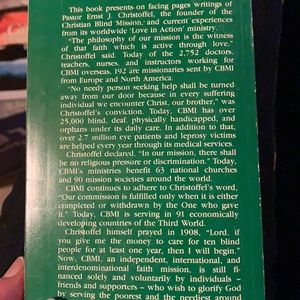 This book presents on facing pages writings of
Pastor Ernst J. Christoffel, the founder of the
Christian Blind Mission, and current experiences
from its worldwide 'Love in Action' ministry.
"The philosophy of our mission is the witness
of that faith which is active through love,"
Christoffel said. Today of the 2,752 doctors,
teachers, nurses, and instructors working for
CBMI overseas, 192 are missionaries sent by CBMI
from Europe and North America.
"No needy person seeking help shall be turned
away from our door because in every suffering
individual we encounter Christ, our brother," was
Christoffel's conviction. Today, CBMI has over
25,000 blind, deaf, physically handicapped, and
orphans under its daily care. In addition to that,
over 2.7 million eye patients and leprosy victims
are helped every year through its medical services.
Christoffel declared. "In our mission, there shall
be no religious pressure or discrimination." Today,
CBMI's ministries benefit 63 national churches
and 90 mission societies around the world.
CBMI continues to adhere to Christoffel's word,
"Our commission is fulfilled only when it is either
completed or withdrawn by the One who gave
it." Today, CBMI is serving in 91 economically
developing countries of the Third World.
Christoffel himself prayed in 1908, "Lord, if
you give me the money to care for ten blind
people for at least one year, then I will begin."
Now, CBMI, an independent, international, and
interdenominational faith mission, is still fi-
nanced solely and voluntarily by individuals –
friends and supporters – who wish to glorify God
by serving the poorest and the neediest around